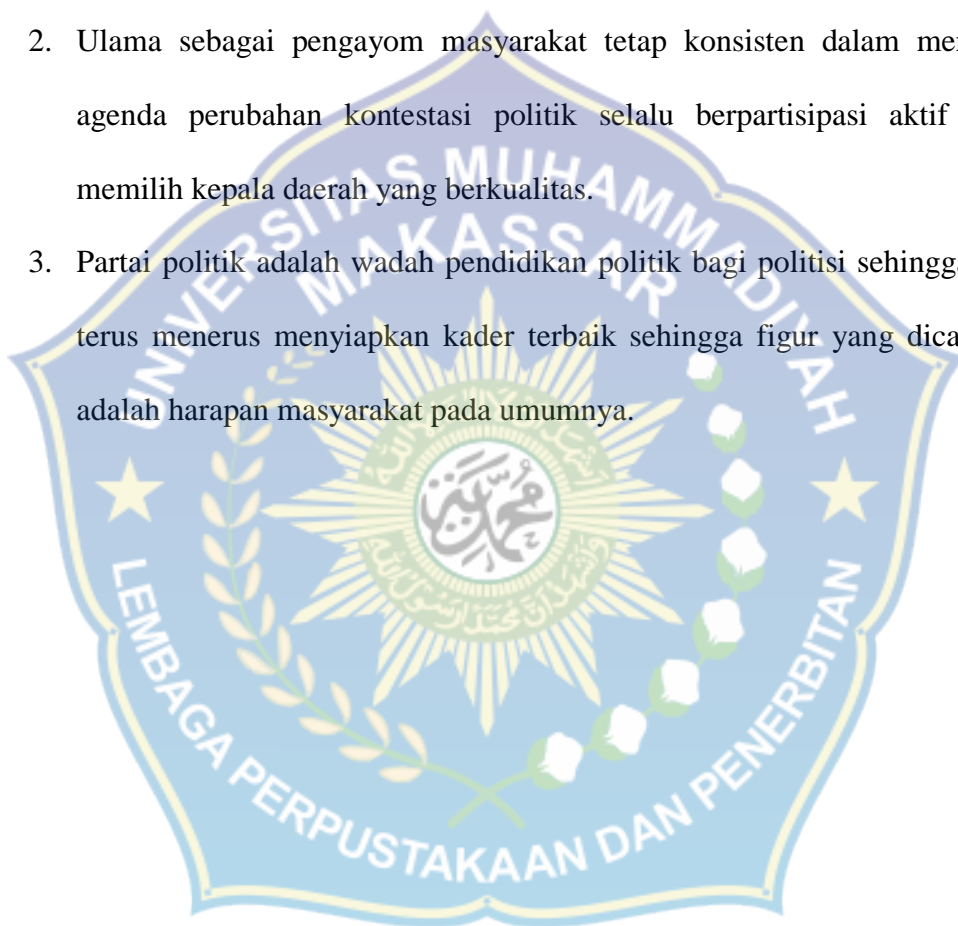 2. Ulama sebagai pengayom masyarakat tetap konsisten dalam
agenda perubahan kontestasi politik selalu berpartisipasi aktif
memilih kepala daerah yang berkualitas.
3. Partai politik adalah wadah pendidikan politik bagi politisi sehingga
terus menerus menyiapkan kader terbaik sehingga figur yang
adalah harapan masyarakat pada umumnya.
UNIVERSITAS MUHAMMADIYAH
MAKASSAR
محمدية
LEMBAGA PERPUSTAKAAN DAN PENERBITAN